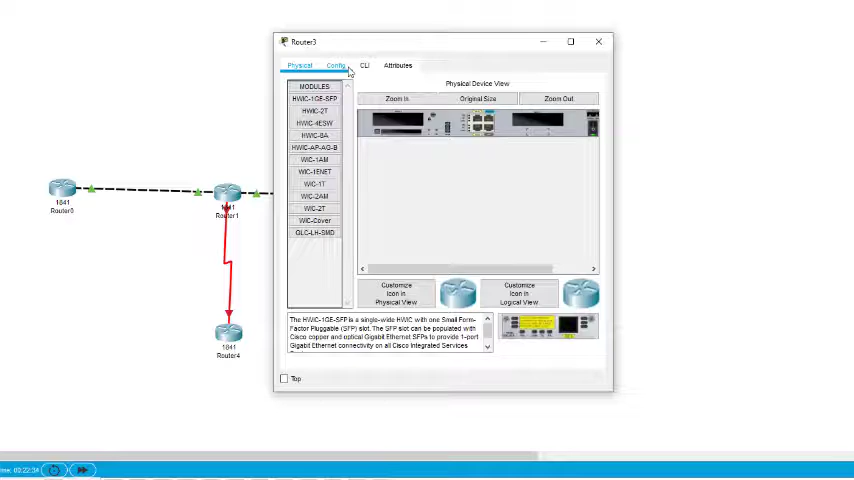 Router3
Physical
Config
CLI
Attributes
MODULES
HWIC-1GE-SFP
HWIC-2T
HWIC-4ESW
HWIC-8A
HWIC-AP-AG-B
WIC-1AM
WIC-1ENET
WIC-1T
WIC-2AM
WIC-2T
WIC-Cover
GLC-LH-SMD
Physical Device View
Zoom In
Original Size
Zoom Out
Customize
Icon in
Physical View
Customize
Icon in
Logical View
The HWIC-1GE-SFP is a single-wide HWIC with one Small Form-
Factor Pluggable (SFP) slot. The SFP slot can be populated with
Cisco copper and optical Gigabit Ethernet SFPs to provide 1-port
Gigabit Ethernet connectivity on all Cisco Integrated Services
Top
1841
Router0
1841
Router1
1841
Router4
ime: 00:22:34